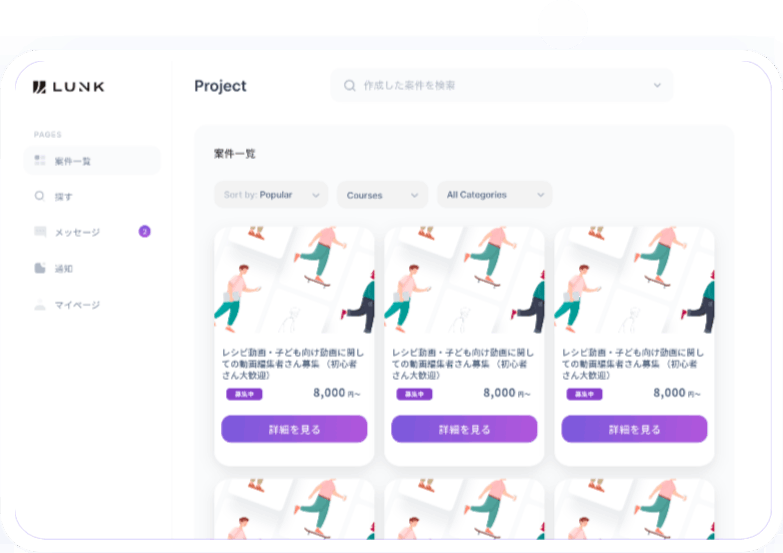 LUNK
Project
作成した案件を検索
PAGES
案件一覧
探す
メッセージ
2
通知
マイページ
案件一覧
Sort by: Popular
Courses
All Categories
レシピ動画・子ども向け動画に関し
ての動画編集者さん募集 （初心者
さん大歓迎）
募集中
8,000 円~
詳細を見る
レシピ動画・子ども向け動画に関し
ての動画編集者さん募集 （初心者
さん大歓迎）
募集中
8,000 円~
詳細を見る
レシピ動画・子ども向け動画に関し
ての動画編集者さん募集 （初心者
さん大歓迎）
募集中
8,000 円~
詳細を見る